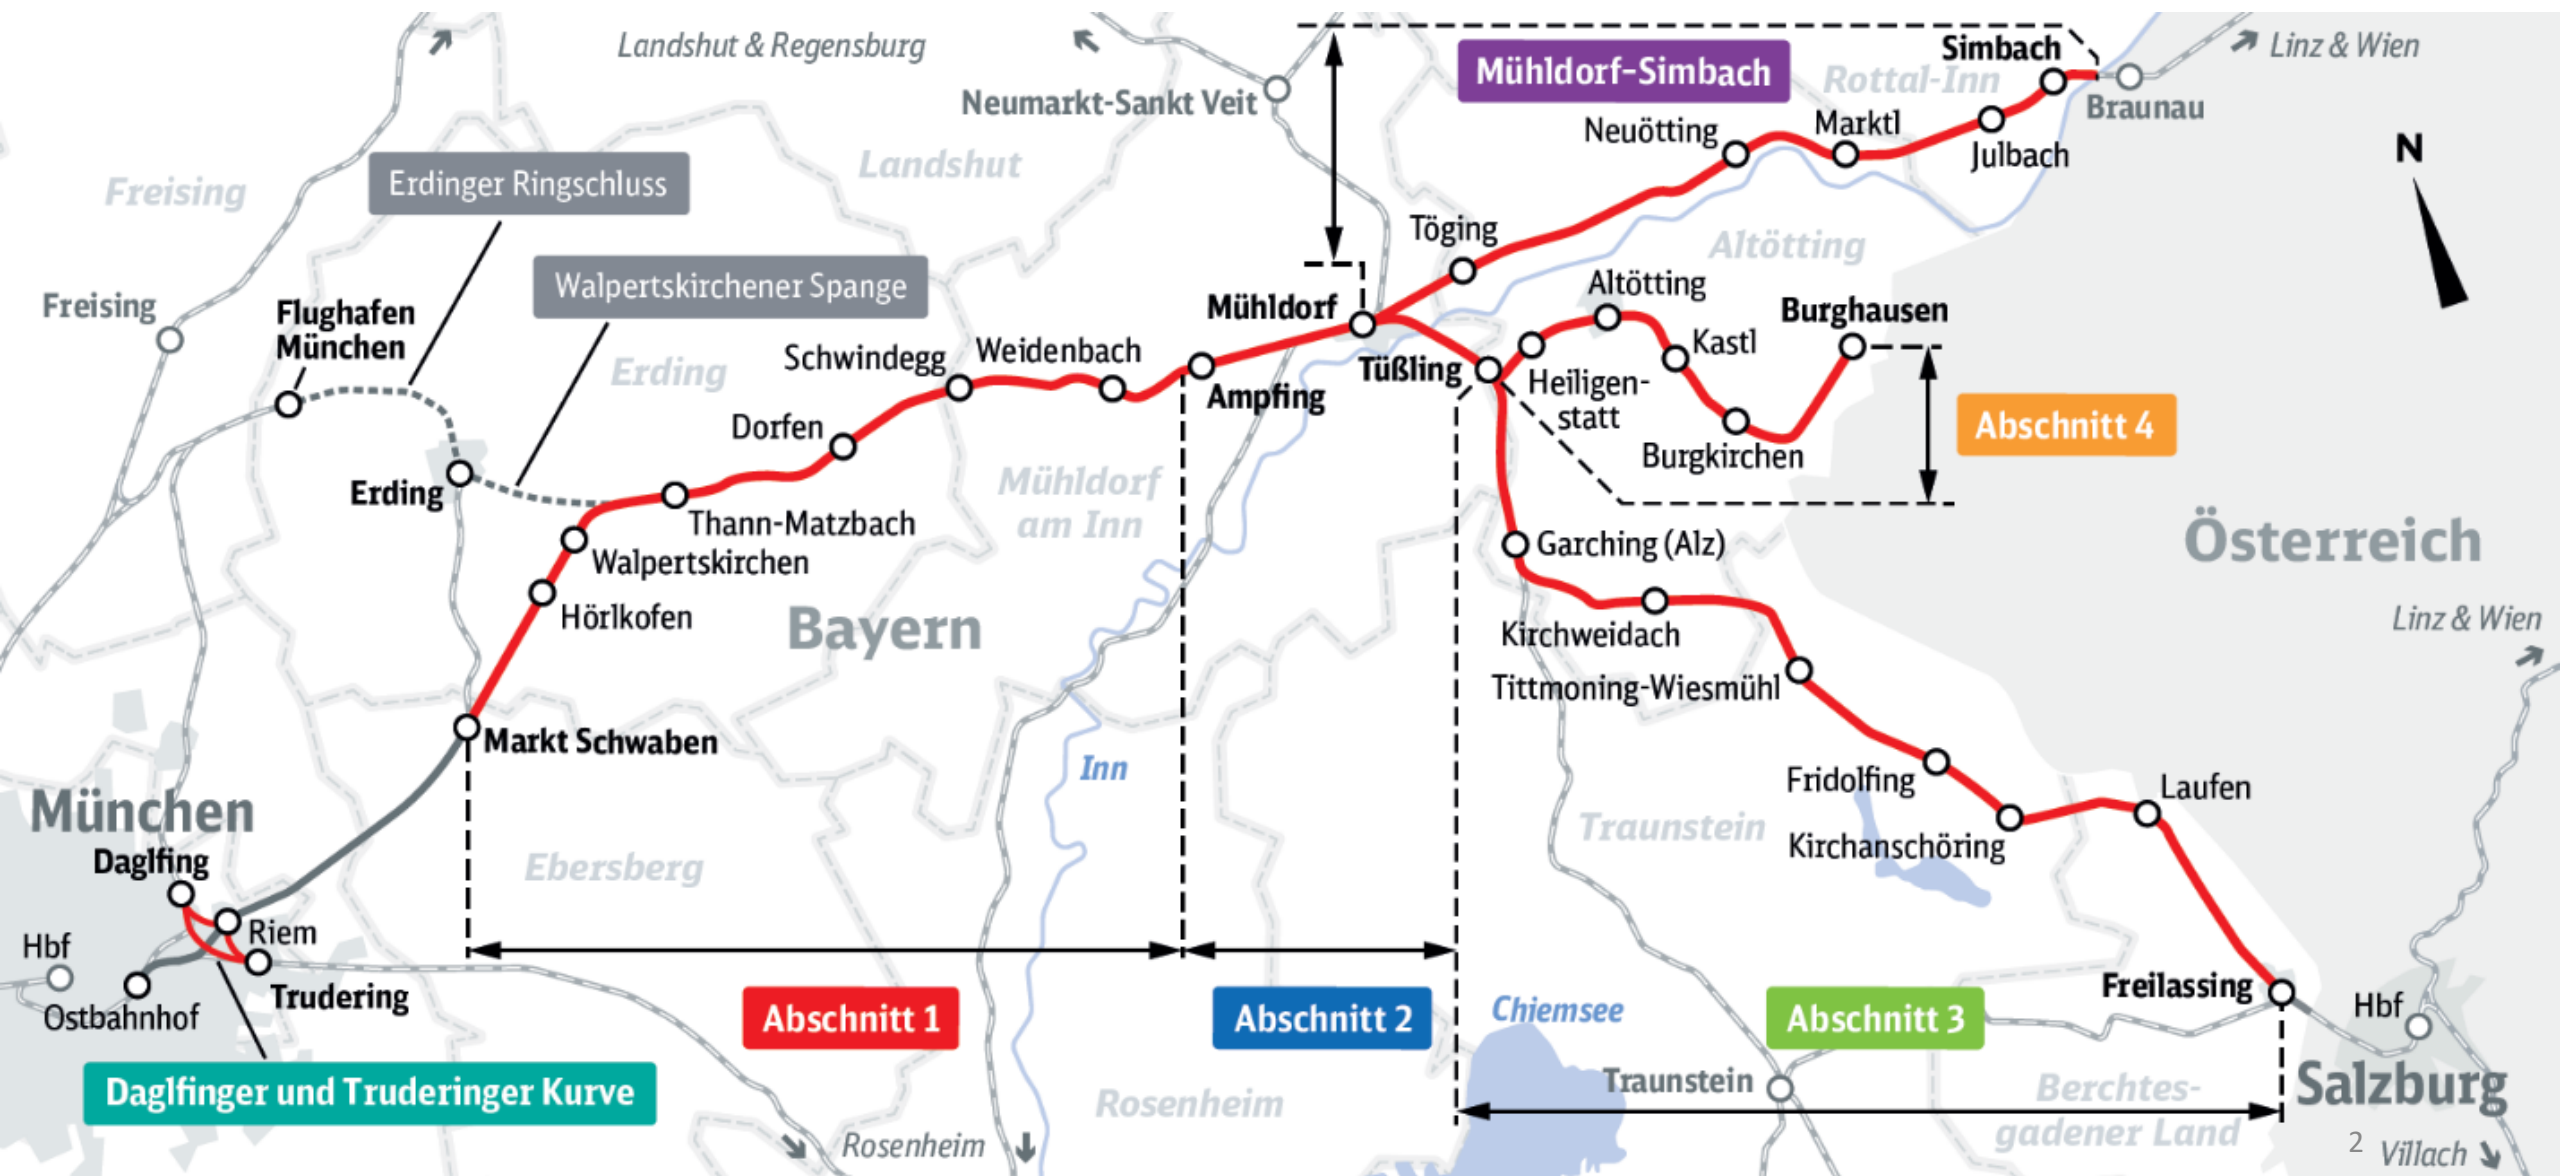 Landshut & Regensburg
Linz & Wien
Simbach
Mühldorf-Simbach
Rottal-Inn
Neumarkt-Sankt Veit
Braunau
Marktl
Neuötting
Julbach
N
Landshut
Erdinger Ringschluss
Freising
Töging
Altötting
Walpertskirchener Spange
Altötting
Freising
Flughafen
München
Mühldorf
Burghausen
Kastl
Weidenbach
Schwindegg
Erding
Tüßling
Heiligen-
statt
Ampfing
Abschnitt 4
Dorfen
Burgkirchen
Mühldorf
am Inn
Erding
Thann-Matzbach
Österreich
Garching (Alz)
Walpertskirchen
Hörlkofen
Bayern
Linz & Wien
Kirchweidach
Tittmoning-Wiesmühl
Markt Schwaben
Inn
Fridolfing
Laufen
München
Traunstein
Kirchanschöring
Daglfing
Ebersberg
Riem
Hbf
Trudering
Ostbahnhof
Freilassing
Hbf
Chiemsee
Abschnitt 1
Abschnitt 2
Abschnitt 3
Traunstein
Salzburg
Daglfinger und Truderinger Kurve
Rosenheim
Berchtes-
gadener Land
Rosenheim
2
Villach